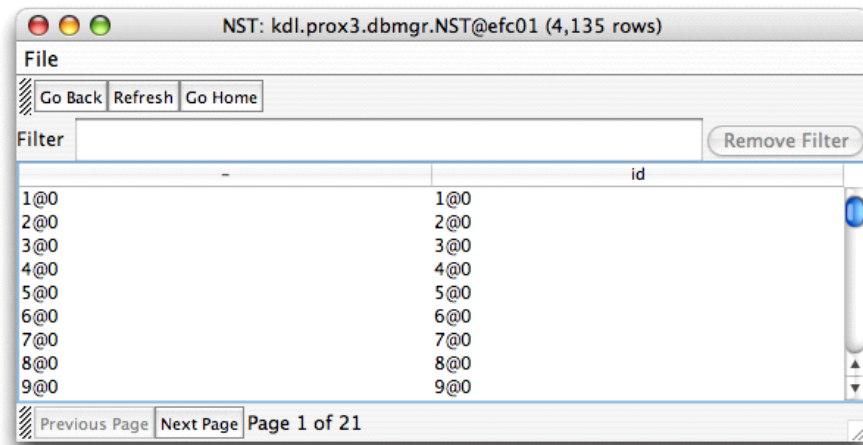 NST: kdl.prox3.dbmgr.NST@efc01 (4,135 rows)
File
Go Back Refresh Go Home
Filter Remove Filter
– id
1@0 1@0
2@0 2@0
3@0 3@0
4@0 4@0
5@0 5@0
6@0 6@0
7@0 7@0
8@0 8@0
9@0 9@0
Previous Page Next Page Page 1 of 21